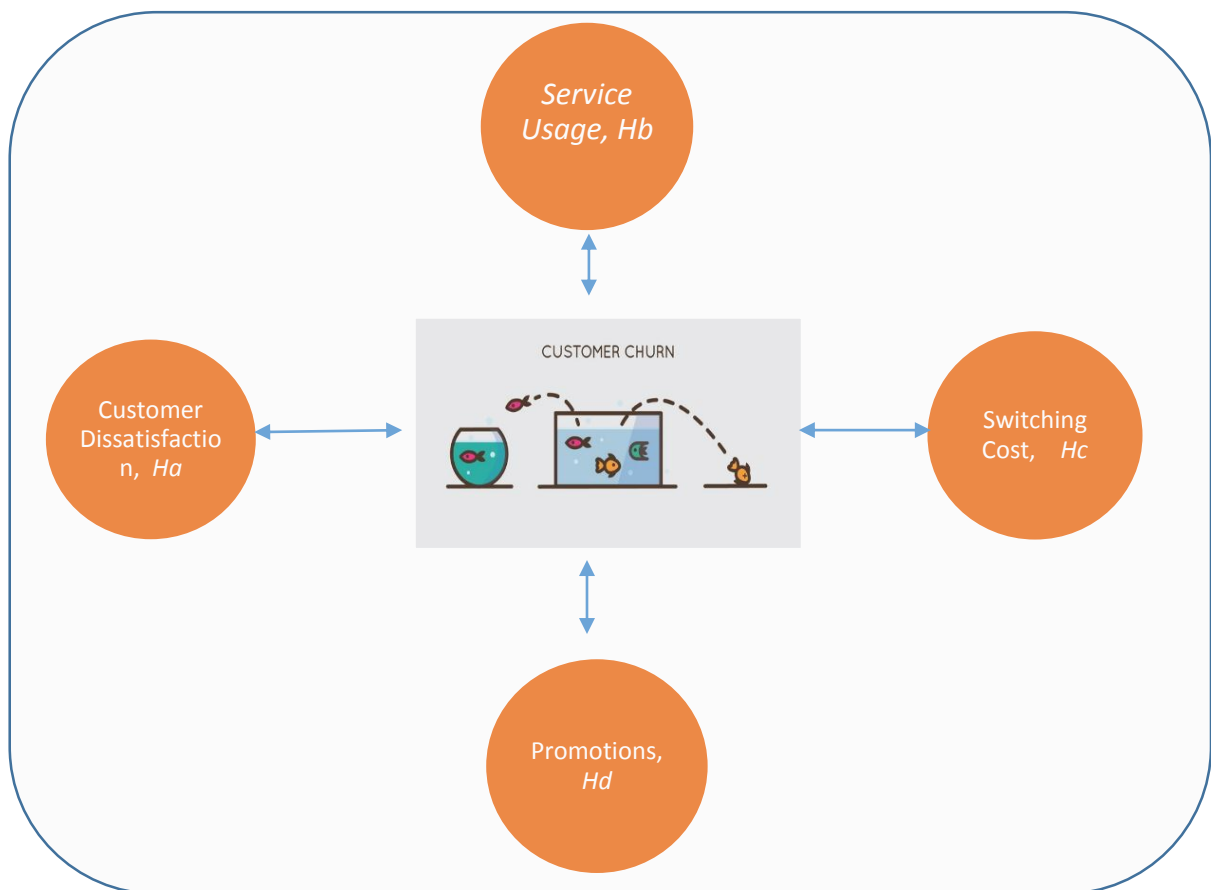 Service
Usage, Hb
CUSTOMER CHURN
Customer
Dissatisfactio
n, Ha
Switching
Cost, Hc
Promotions,
Hd